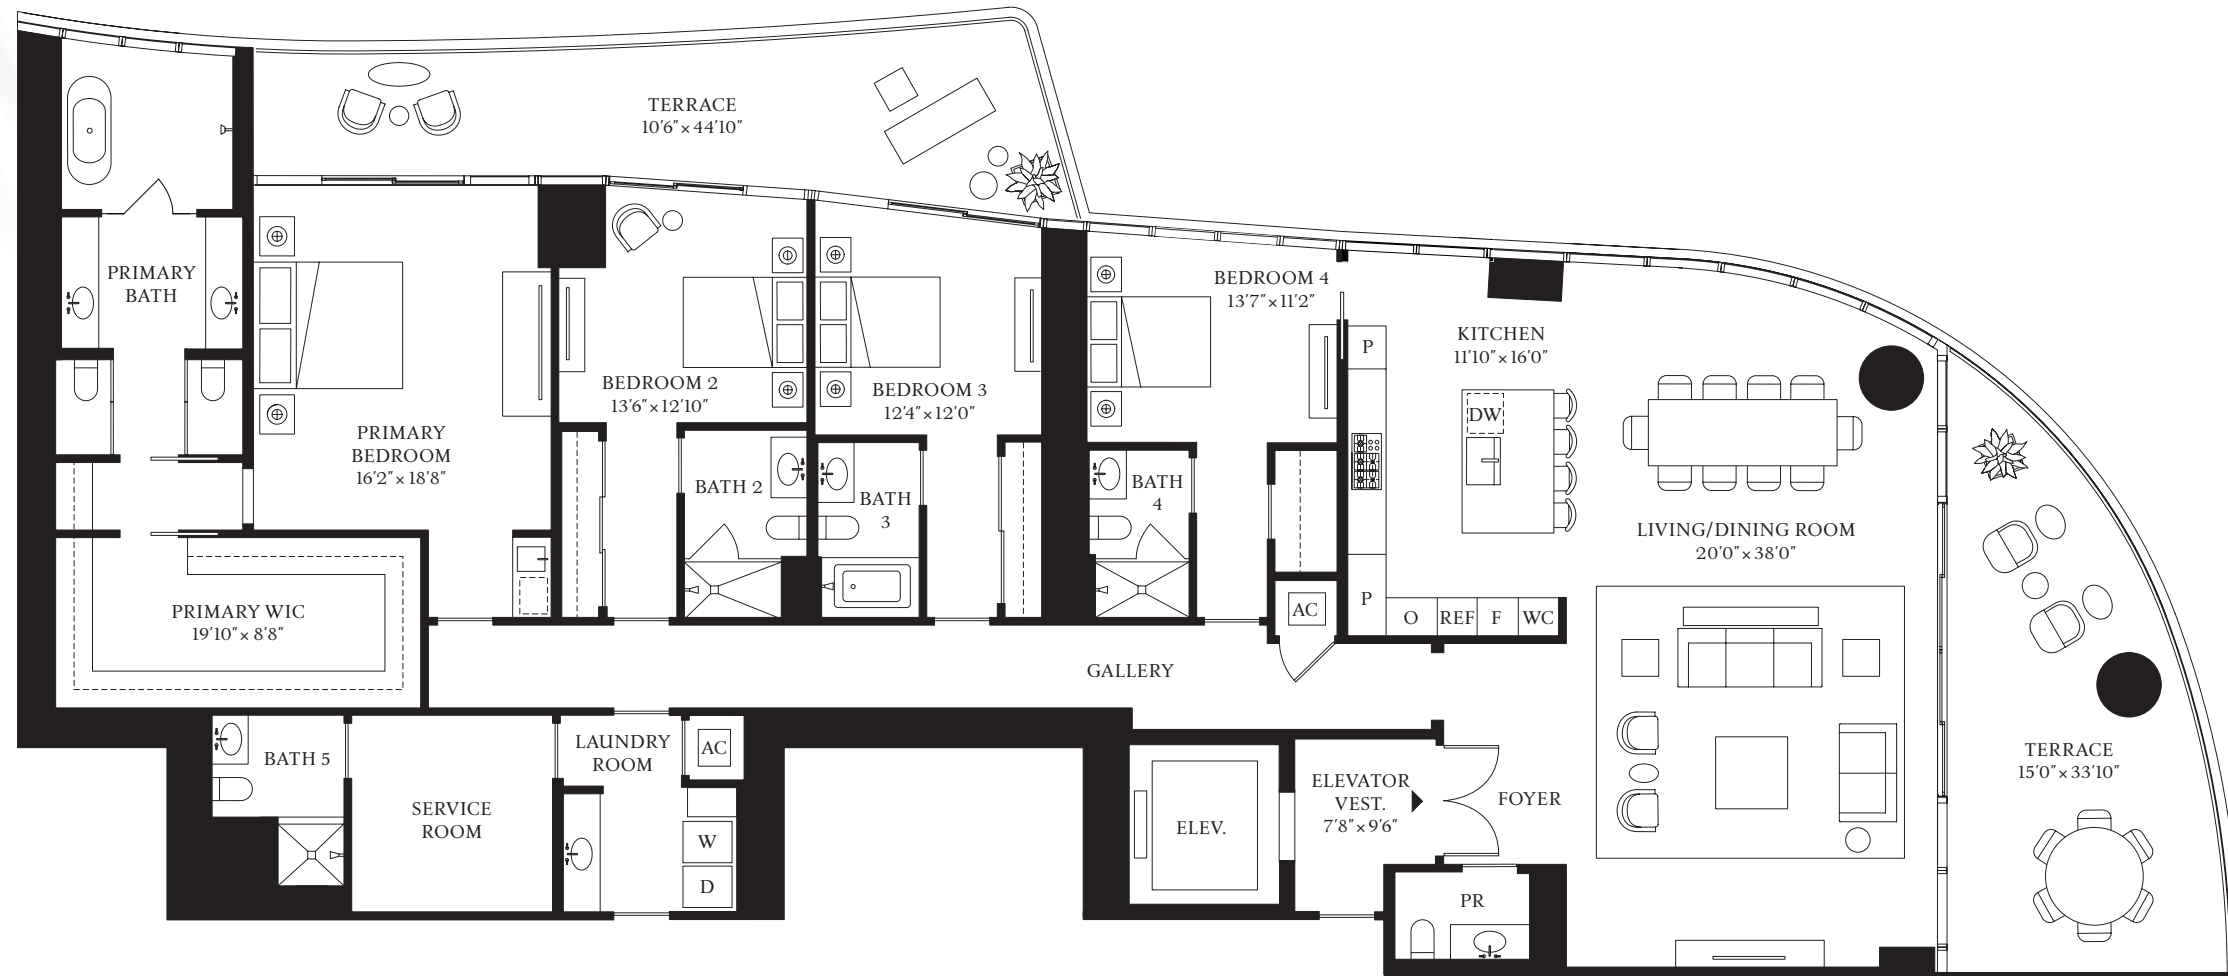 TERRACE
10'6" × 44'10"
PRIMARY
BATH
BEDROOM 4
13'7" × 11'2"
KITCHEN
11'10" × 16'0"
P
BEDROOM 2
13'6" × 12'10"
BEDROOM 3
12'4" × 12'0"
DW
PRIMARY
BEDROOM
16'2" × 18'8"
BATH 2
BATH
3
BATH
4
LIVING/DINING ROOM
20'0" × 38'0"
PRIMARY WIC
19'10" × 8'8"
AC
P
O
REF
F
WC
GALLERY
BATH 5
LAUNDRY
ROOM
AC
TERRACE
15'0" × 33'10"
SERVICE
ROOM
ELEVATOR
VEST.
7'8" × 9'6"
FOYER
ELEV.
W
D
PR